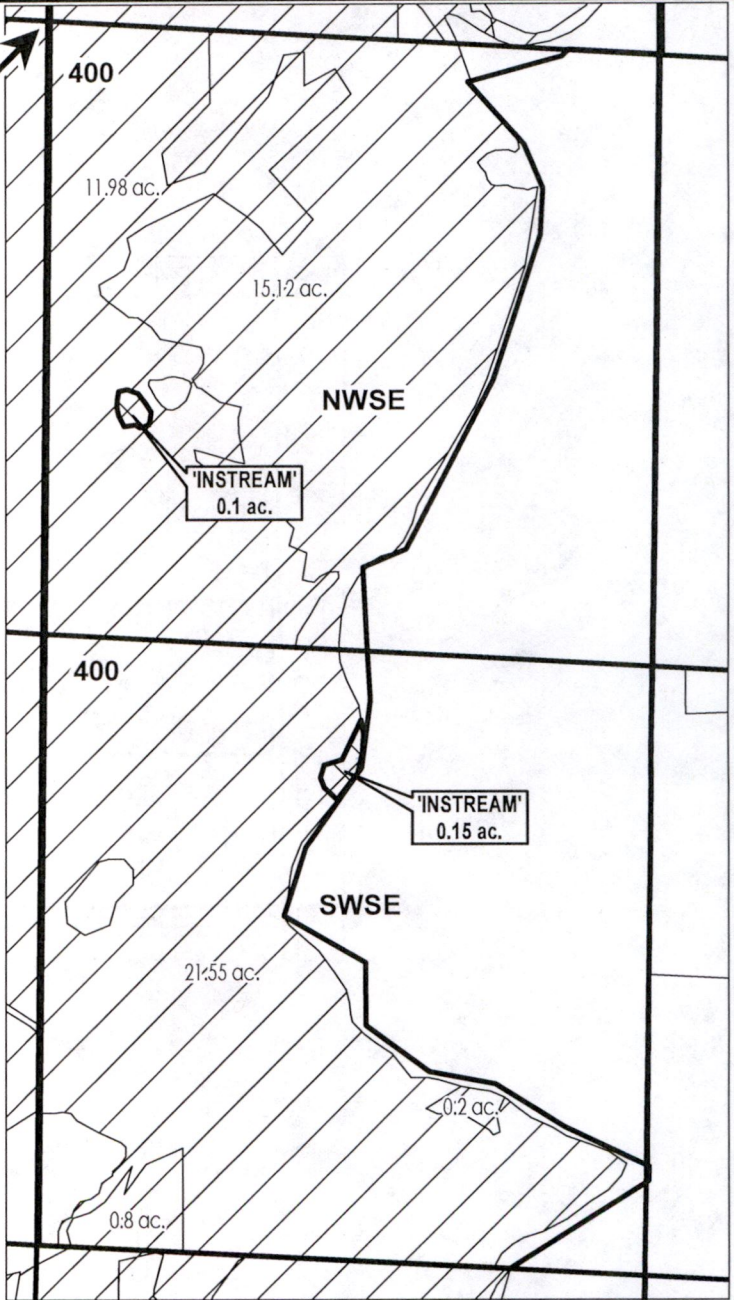 400
11.98 ac.
15.12 ac.
NWSE
'INSTREAM'
0.1 ac.
400
'INSTREAM'
0.15 ac.
SWSE
21.55 ac.
0.2 ac.
0.8 ac.